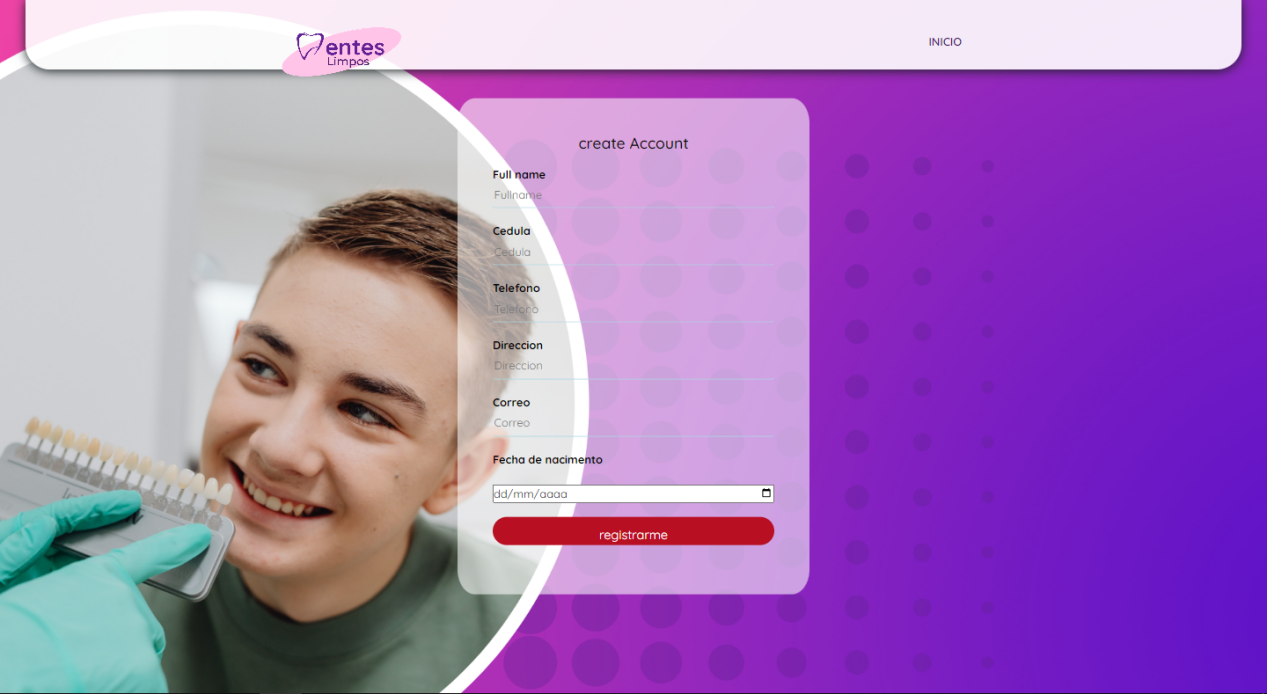 entes
Limpos
INICIO
create Account
Full name
Fullname
Cedula
Cedula
Telefono
Telefono
Direccion
Direccion
Correo
Correo
Fecha de nacimento
dd/mm/aaaa
registrarme